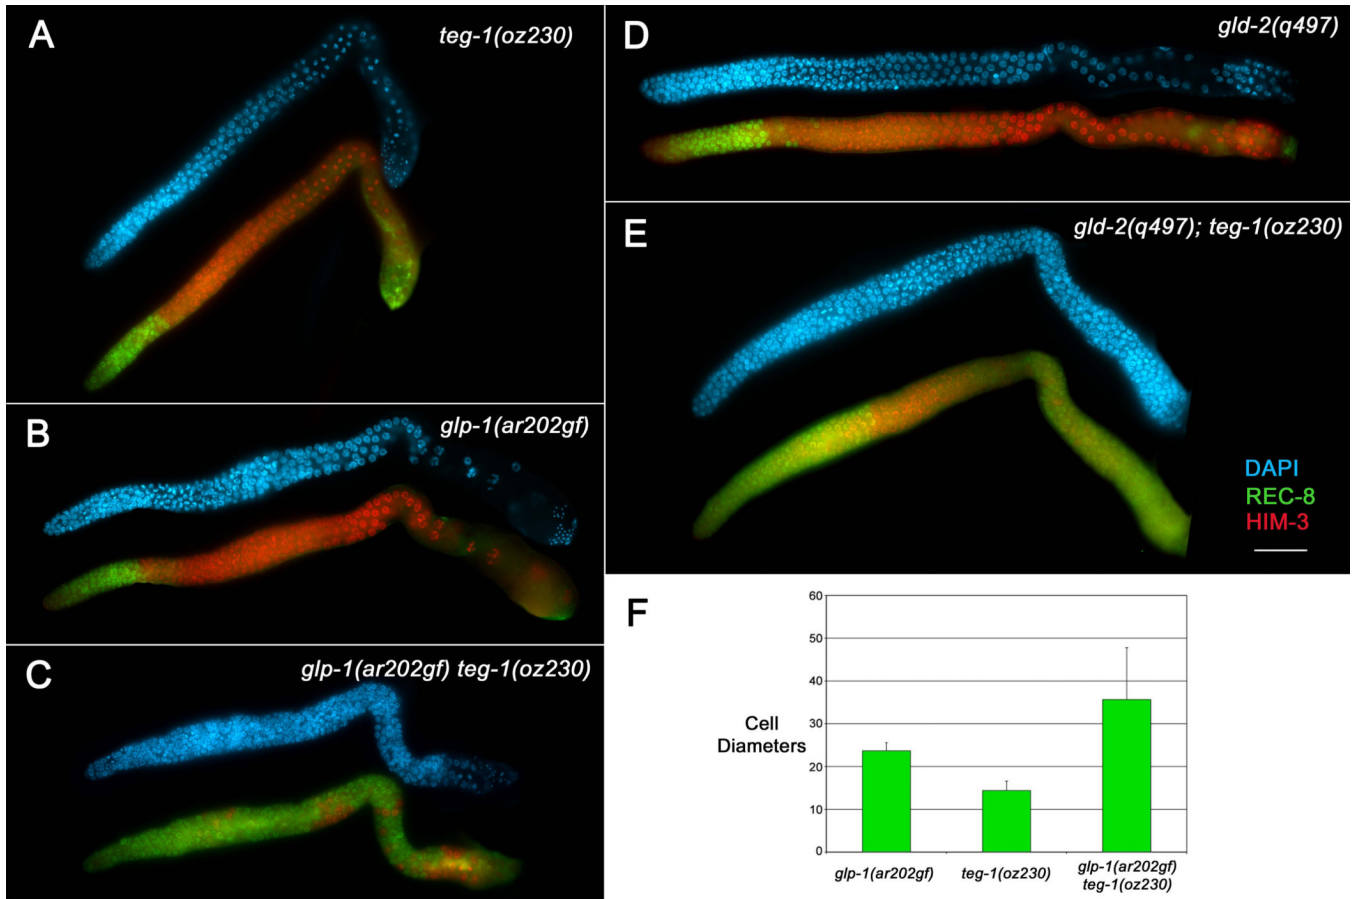 A
teg-1(oz230)
B
glp-1(ar202gf)
C
glp-1(ar202gf) teg-1(oz230)
D
gld-2(q497)
E
gld-2(q497); teg-1(oz230)
DAPI
REC-8
HIM-3
F
60
50
40
30
20
10
0
Cell
Diameters
glp-1(ar202gf)
teg-1(oz230)
glp-1(ar202gf)
teg-1(oz230)